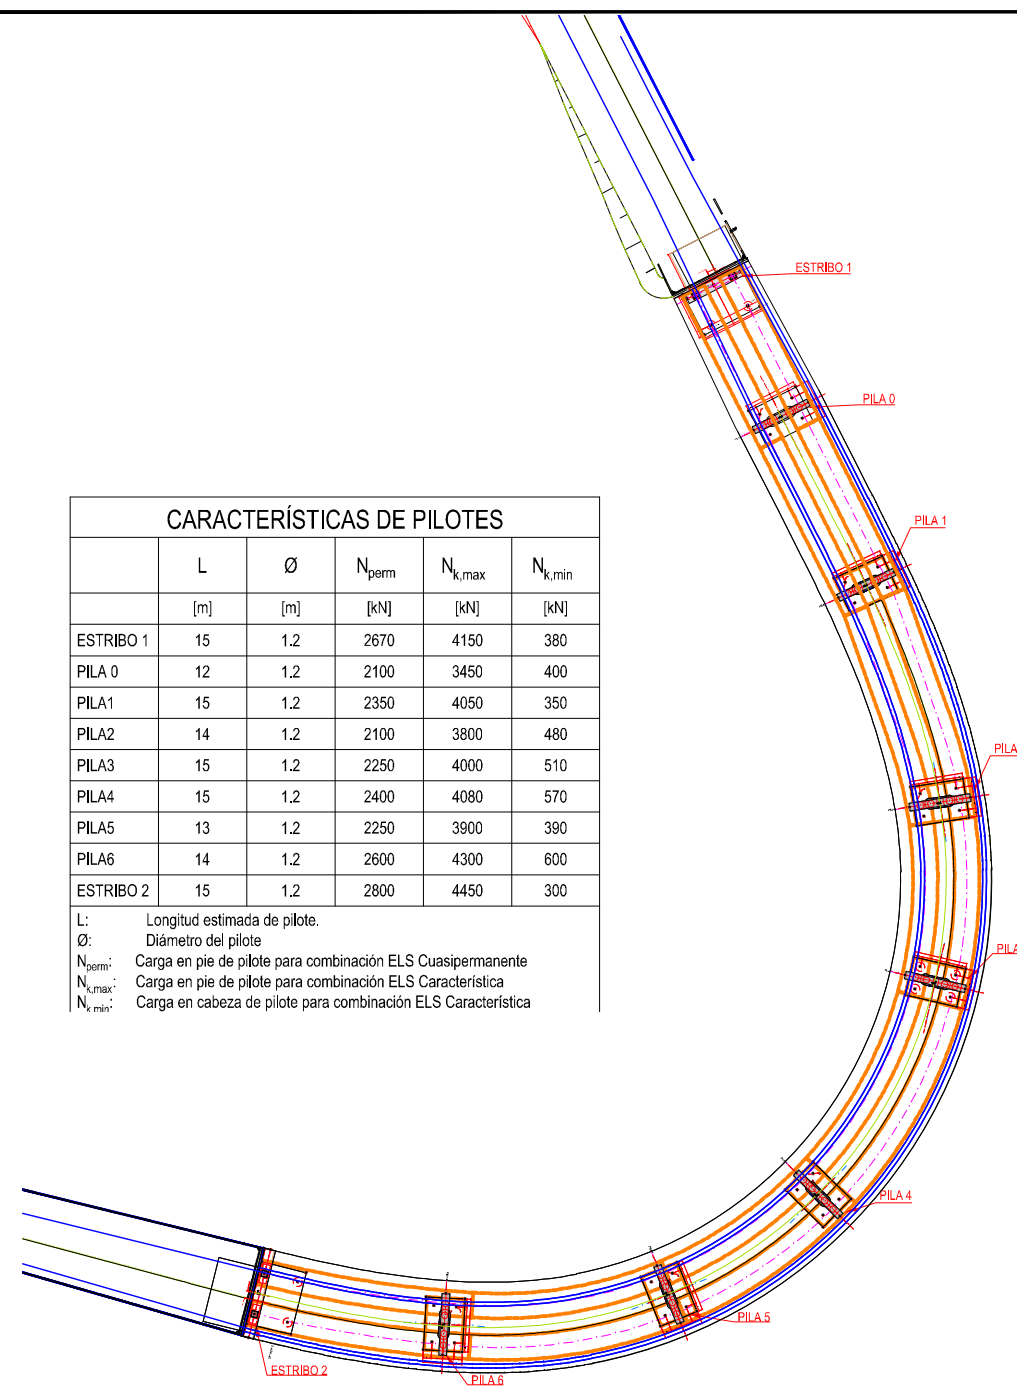 ESTRIBO 1
PILA 0
PILA 1
PILA
PILA
PILA 4
PILA 5
PILA 6
ESTRIBO 2
CARACTERÍSTICAS DE PILOTES
L Ø Nperm Nk,max Nk,min
[m] [m] [kN] [kN] [kN]
ESTRIBO 1 15 1.2 2670 4150 380
PILA 0 12 1.2 2100 3450 400
PILA1 15 1.2 2350 4050 350
PILA2 14 1.2 2100 3800 480
PILA3 15 1.2 2250 4000 510
PILA4 15 1.2 2400 4080 570
PILA5 13 1.2 2250 3900 390
PILA6 14 1.2 2600 4300 600
ESTRIBO 2 15 1.2 2800 4450 300
L: Longitud estimada de pilote.
Ø: Diámetro del pilote
Nperm: Carga en pie de pilote para combinación ELS Cuasipermanente
Nk,max: Carga en pie de pilote para combinación ELS Característica
Nk,min: Carga en cabeza de pilote para combinación ELS Característica